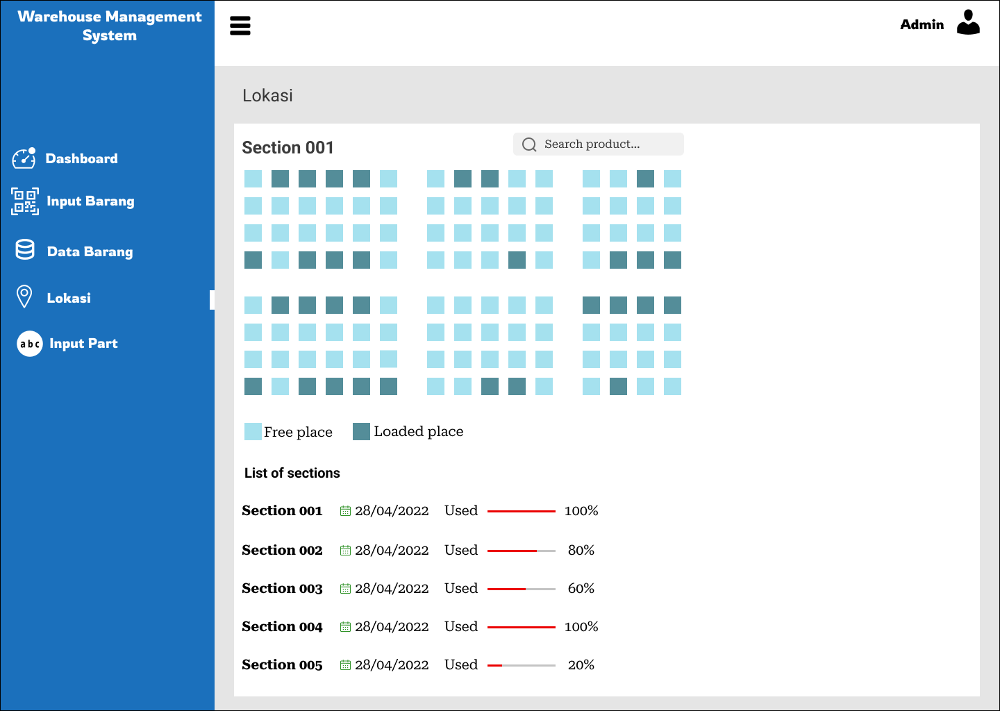 Warehouse Management
System
Admin
Dashboard
Input Barang
Data Barang
Lokasi
abc Input Part
Lokasi
Section 001
Search product...
Free place Loaded place
List of sections
Section 001 28/04/2022 Used 100%
Section 002 28/04/2022 Used 80%
Section 003 28/04/2022 Used 60%
Section 004 28/04/2022 Used 100%
Section 005 28/04/2022 Used 20%